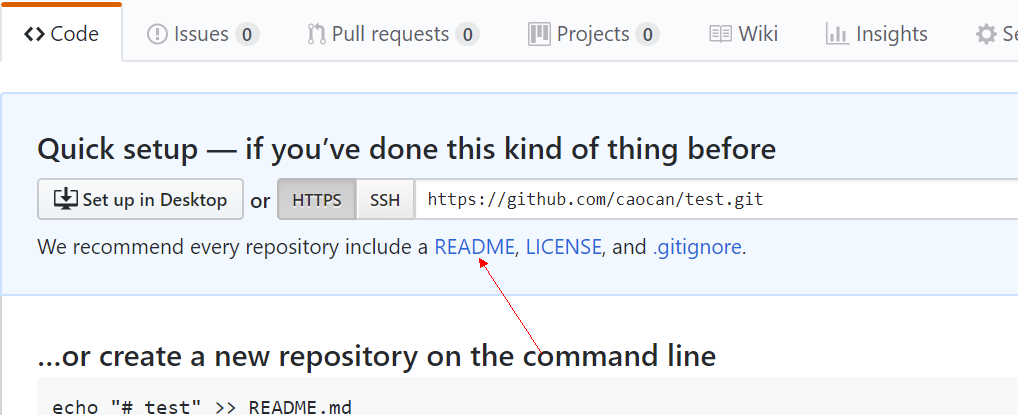 Code Issues 0 Pull requests 0 Projects 0 Wiki Insights
Quick setup — if you’ve done this kind of thing before
Set up in Desktop or HTTPS SSH https://github.com/caocan/test.git
We recommend every repository include a README, LICENSE, and .gitignore.
…or create a new repository on the command line
echo "# test" >> README.md